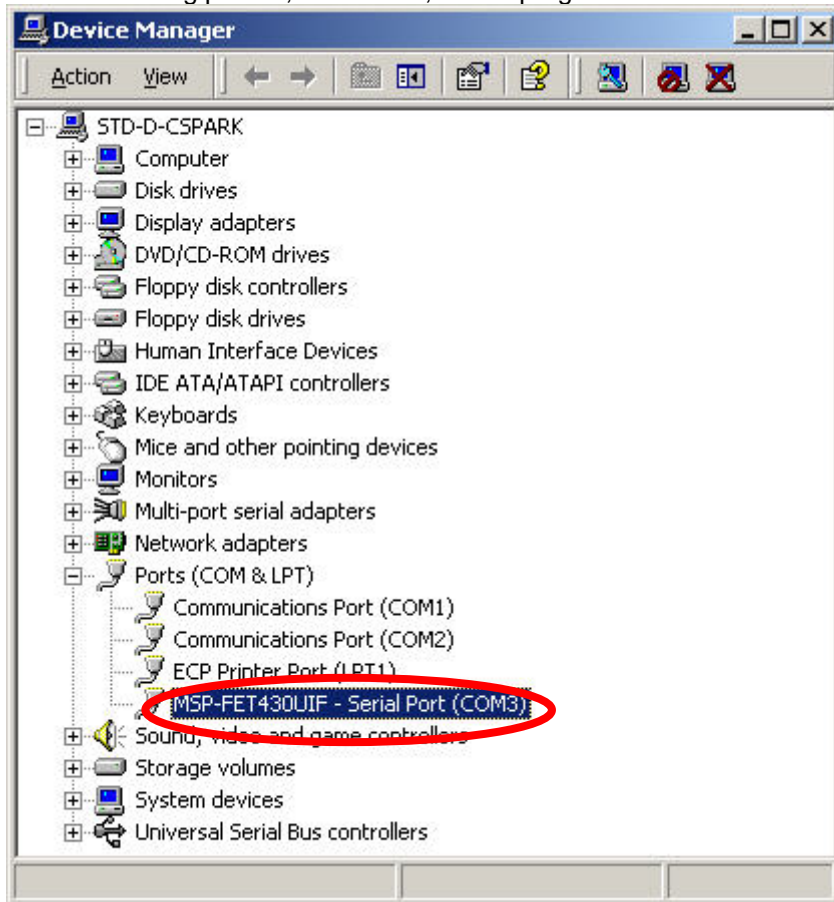 Device Manager
Action View
STD-D-CSPARK
Computer
Disk drives
Display adapters
DVD/CD-ROM drives
Floppy disk controllers
Floppy disk drives
Human Interface Devices
IDE ATA/ATAPI controllers
Keyboards
Mice and other pointing devices
Monitors
Multi-port serial adapters
Network adapters
Ports (COM & LPT)
Communications Port (COM1)
Communications Port (COM2)
ECP Printer Port (LPT1)
MSP-FET430UIF - Serial Port (COM3)
Sound, video and game controllers
Storage volumes
System devices
Universal Serial Bus controllers